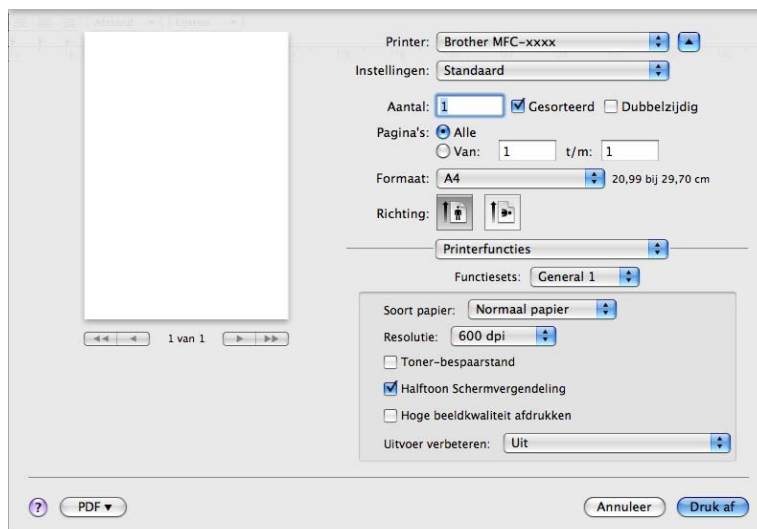 Afstand Lijsten
Printer: Brother MFC-xxxx
Instellingen: Standaard
Aantal: 1 Gesorteerd Dubbelzijdig
Pagina's: Alle
Van: 1 t/m: 1
Formaat: A4 20,99 bij 29,70 cm
Richting:
Printerfuncties
Functiesets: General 1
Soort papier: Normaal papier
1 van 1
Resolutie: 600 dpi
Toner-bespaarstand
Halftoon Schermvergendeling
Hoge beeldkwaliteit afdrukken
Uitvoer verbeteren: Uit
? PDF Annuleer Druk af